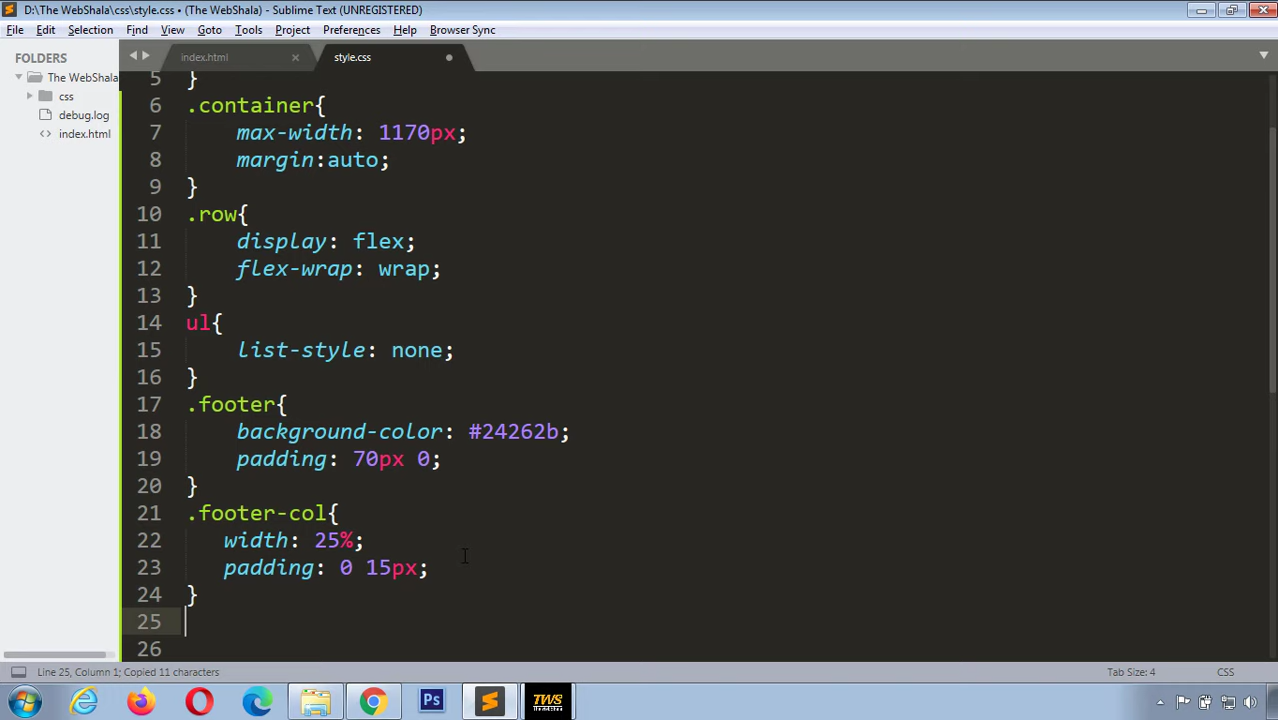 D:\The WebShala\css\style.css • (The WebShala) - Sublime Text (UNREGISTERED)
File Edit Selection Find View Goto Tools Project Preferences Help Browser Sync
FOLDERS
The WebShala
css
debug.log
index.html
index.html
style.css
5 }
6 .container{
7 max-width: 1170px;
8 margin:auto;
9 }
10 .row{
11 display: flex;
12 flex-wrap: wrap;
13 }
14 ul{
15 list-style: none;
16 }
17 .footer{
18 background-color: #24262b;
19 padding: 70px 0;
20 }
21 .footer-col{
22 width: 25%;
23 padding: 0 15px;
24 }
25
26
Line 25, Column 1; Copied 11 characters
Tab Size: 4
CSS
Ps
TWS